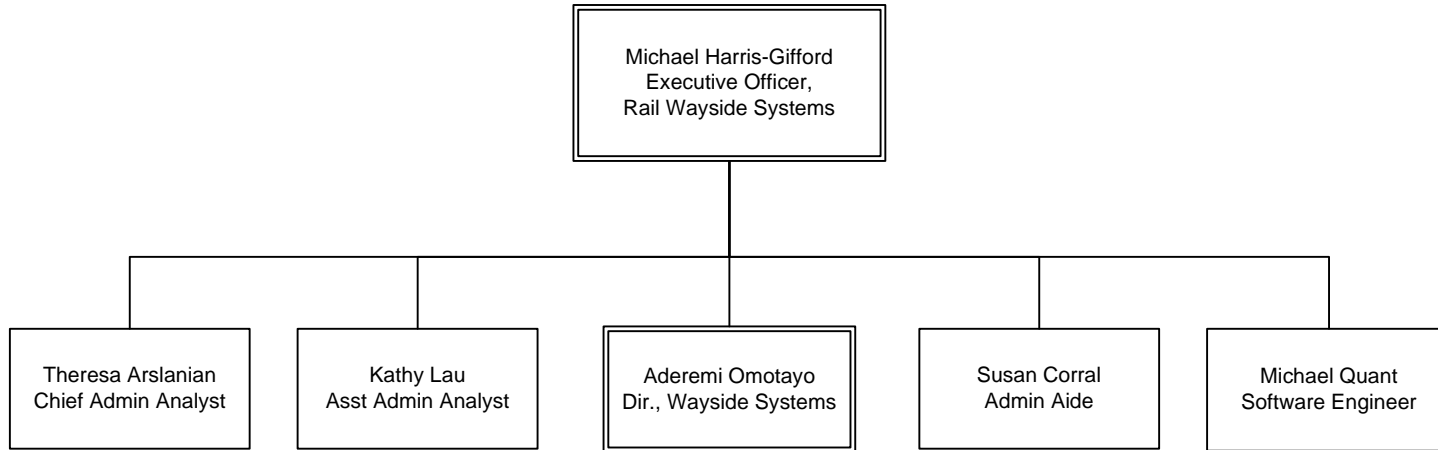 Michael Harris-Gifford
Executive Officer,
Rail Wayside Systems
Theresa Arslanian
Chief Admin Analyst
Kathy Lau
Asst Admin Analyst
Aderemi Omotayo
Dir., Wayside Systems
Susan Corral
Admin Aide
Michael Quant
Software Engineer